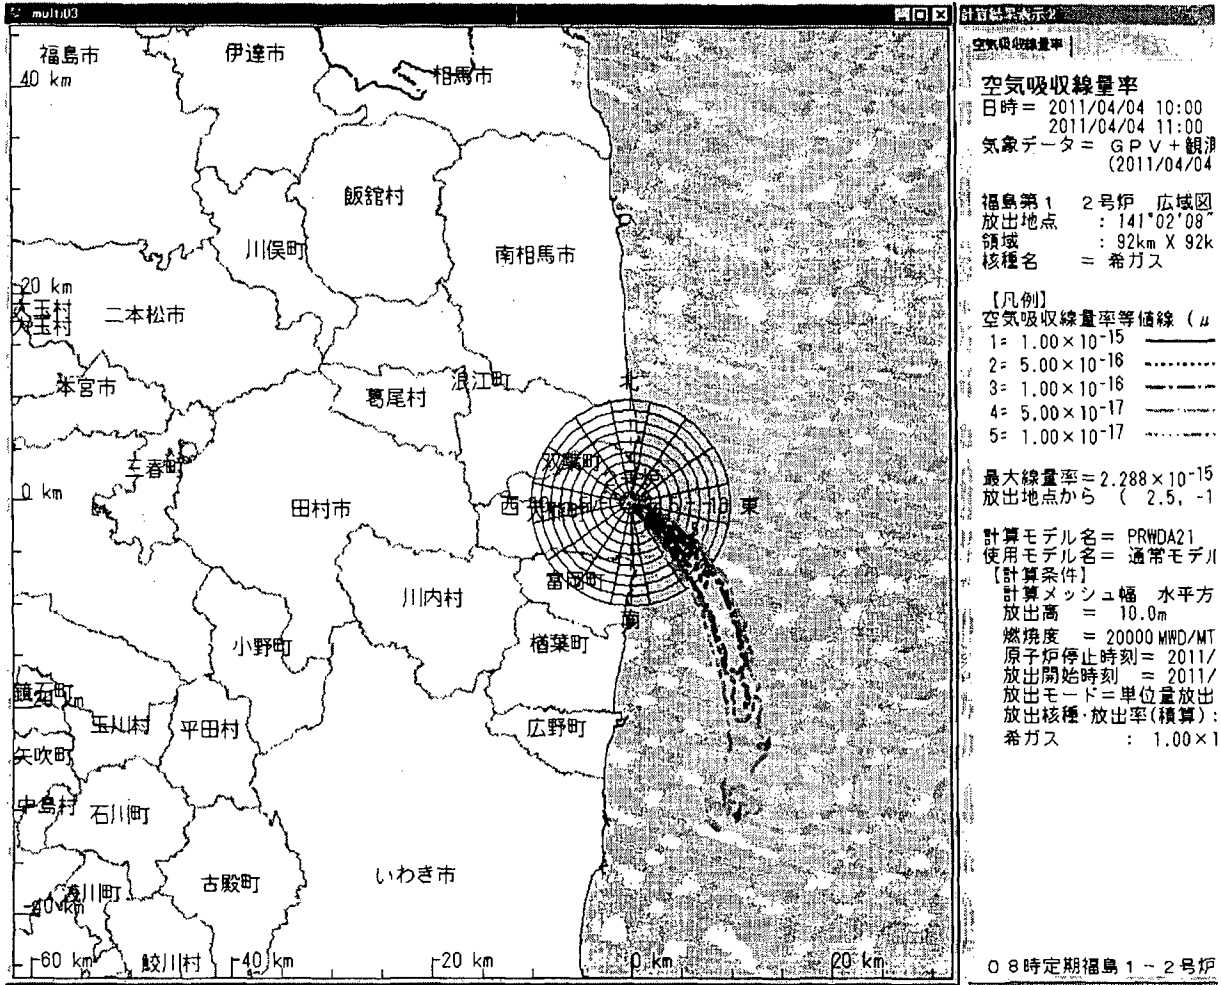 multi03
福島市
伊達市
相馬市
40 km
飯舘村
川俣町
南相馬市
20 km
大玉村
大玉村
二本松市
本宮市
葛尾村
浪江町
北
三春町
双葉町
0 km
田村市
西
10
東
富岡町
川内村
南
小野町
楢葉町
鏡石町
玉川村
平田村
広野町
矢吹町
中島村
石川町
浅川町
古殿町
いわき市
-40 km
-60 km
鮫川村
-40 km
-20 km
0 km
20 km
計算結果表示2
空気吸収線量率
空気吸収線量率
日時= 2011/04/04 10:00
2011/04/04 11:00
気象データ= GPV+観測
(2011/04/04
福島第1 2号炉 広域図
放出地点 : 141°02'08"
領域 : 92km X 92k
核種名 = 希ガス
【凡例】
空気吸収線量率等値線 (μ
1= 1.00×10-15
2= 5.00×10-16
3= 1.00×10-16
4= 5.00×10-17
5= 1.00×10-17
最大線量率=2.288×10-15
放出地点から ( 2.5, -1
計算モデル名= PRWDA21
使用モデル名= 通常モデル
【計算条件】
計算メッシュ幅 水平方
放出高 = 10.0m
燃焼度 = 20000MWD/MT
原子炉停止時刻= 2011/
放出開始時刻 = 2011/
放出モード=単位量放出
放出核種・放出率(積算):
希ガス : 1.00×1
08時定期福島1-2号炉